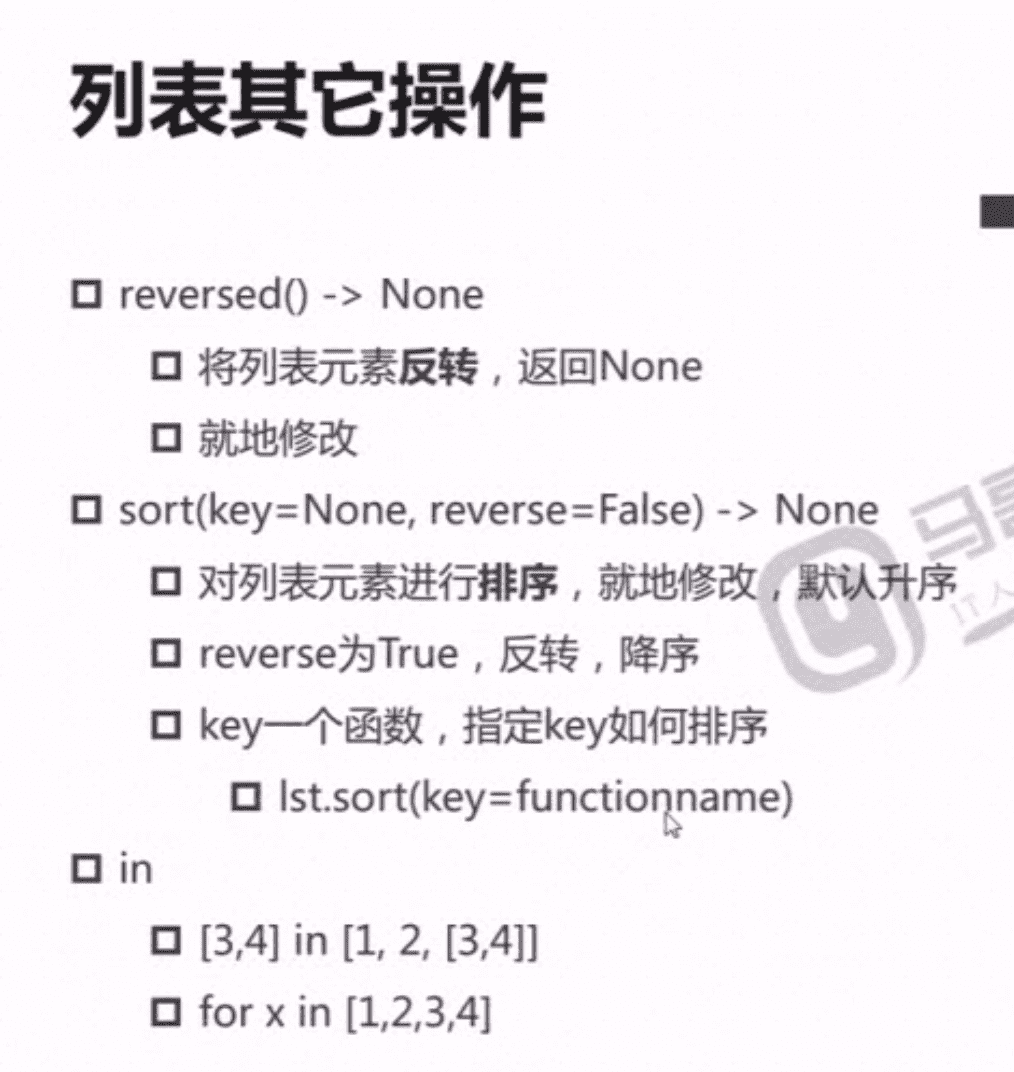 列表其它操作
reversed() -> None
将列表元素反转，返回None
就地修改
sort(key=None, reverse=False) -> None
对列表元素进行排序，就地修改，默认升序
reverse为True，反转，降序
key一个函数，指定key如何排序
lst.sort(key=functionname)
in
[3,4] in [1, 2, [3,4]]
for x in [1,2,3,4]
马哥
IT人